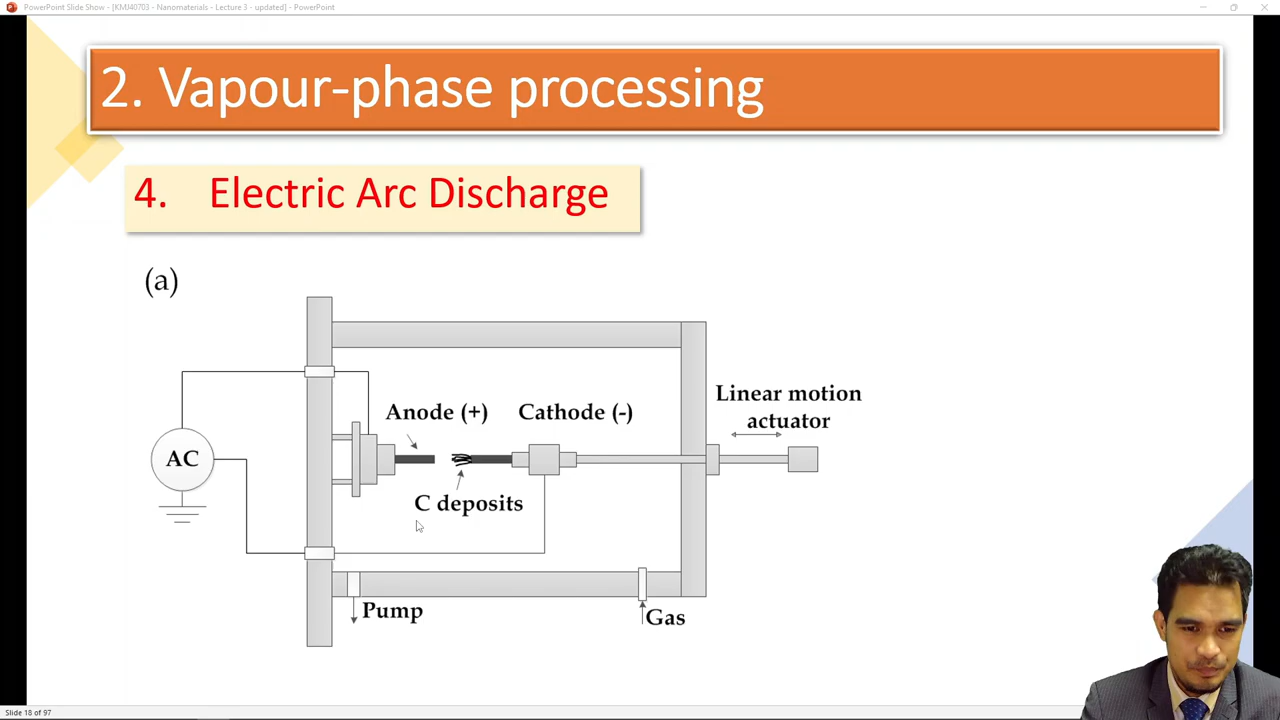 PowerPoint Slide Show - [KMJ40703 - Nanomaterials - Lecture 3 - updated] - PowerPoint
2. Vapour-phase processing
4. Electric Arc Discharge
(a)
Linear motion
actuator
Anode (+)
Cathode (-)
AC
C deposits
Pump
Gas
Slide 18 of 97